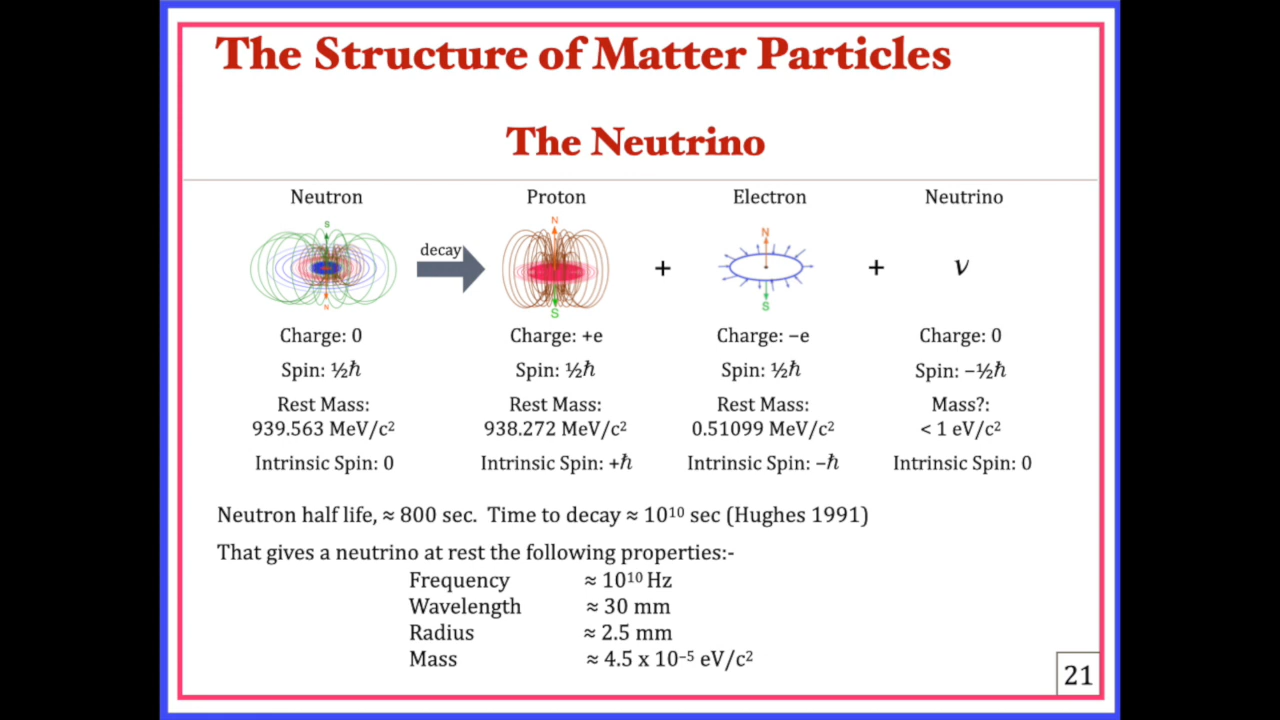 The Structure of Matter Particles
The Neutrino
Neutron Proton Electron Neutrino
S N N
decay + + ν
N S S
Charge: 0 Charge: +e Charge: −e Charge: 0
Spin: ½ℏ Spin: ½ℏ Spin: ½ℏ Spin: −½ℏ
Rest Mass: Rest Mass: Rest Mass: Mass?:
939.563 MeV/c² 938.272 MeV/c² 0.51099 MeV/c² < 1 eV/c²
Intrinsic Spin: 0 Intrinsic Spin: +ℏ Intrinsic Spin: −ℏ Intrinsic Spin: 0
Neutron half life, ≈ 800 sec. Time to decay ≈ 10¹⁰ sec (Hughes 1991)
That gives a neutrino at rest the following properties:-
Frequency ≈ 10¹⁰ Hz
Wavelength ≈ 30 mm
Radius ≈ 2.5 mm
Mass ≈ 4.5 x 10⁻⁵ eV/c²
21